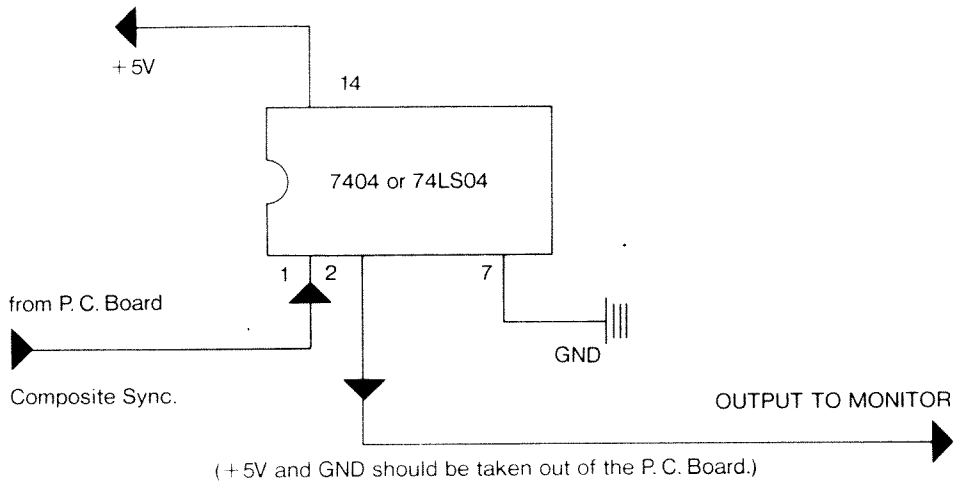 +5V
14
7404 or 74LS04
1 2 7
from P. C. Board
GND
Composite Sync.
OUTPUT TO MONITOR
(+5V and GND should be taken out of the P. C. Board.)